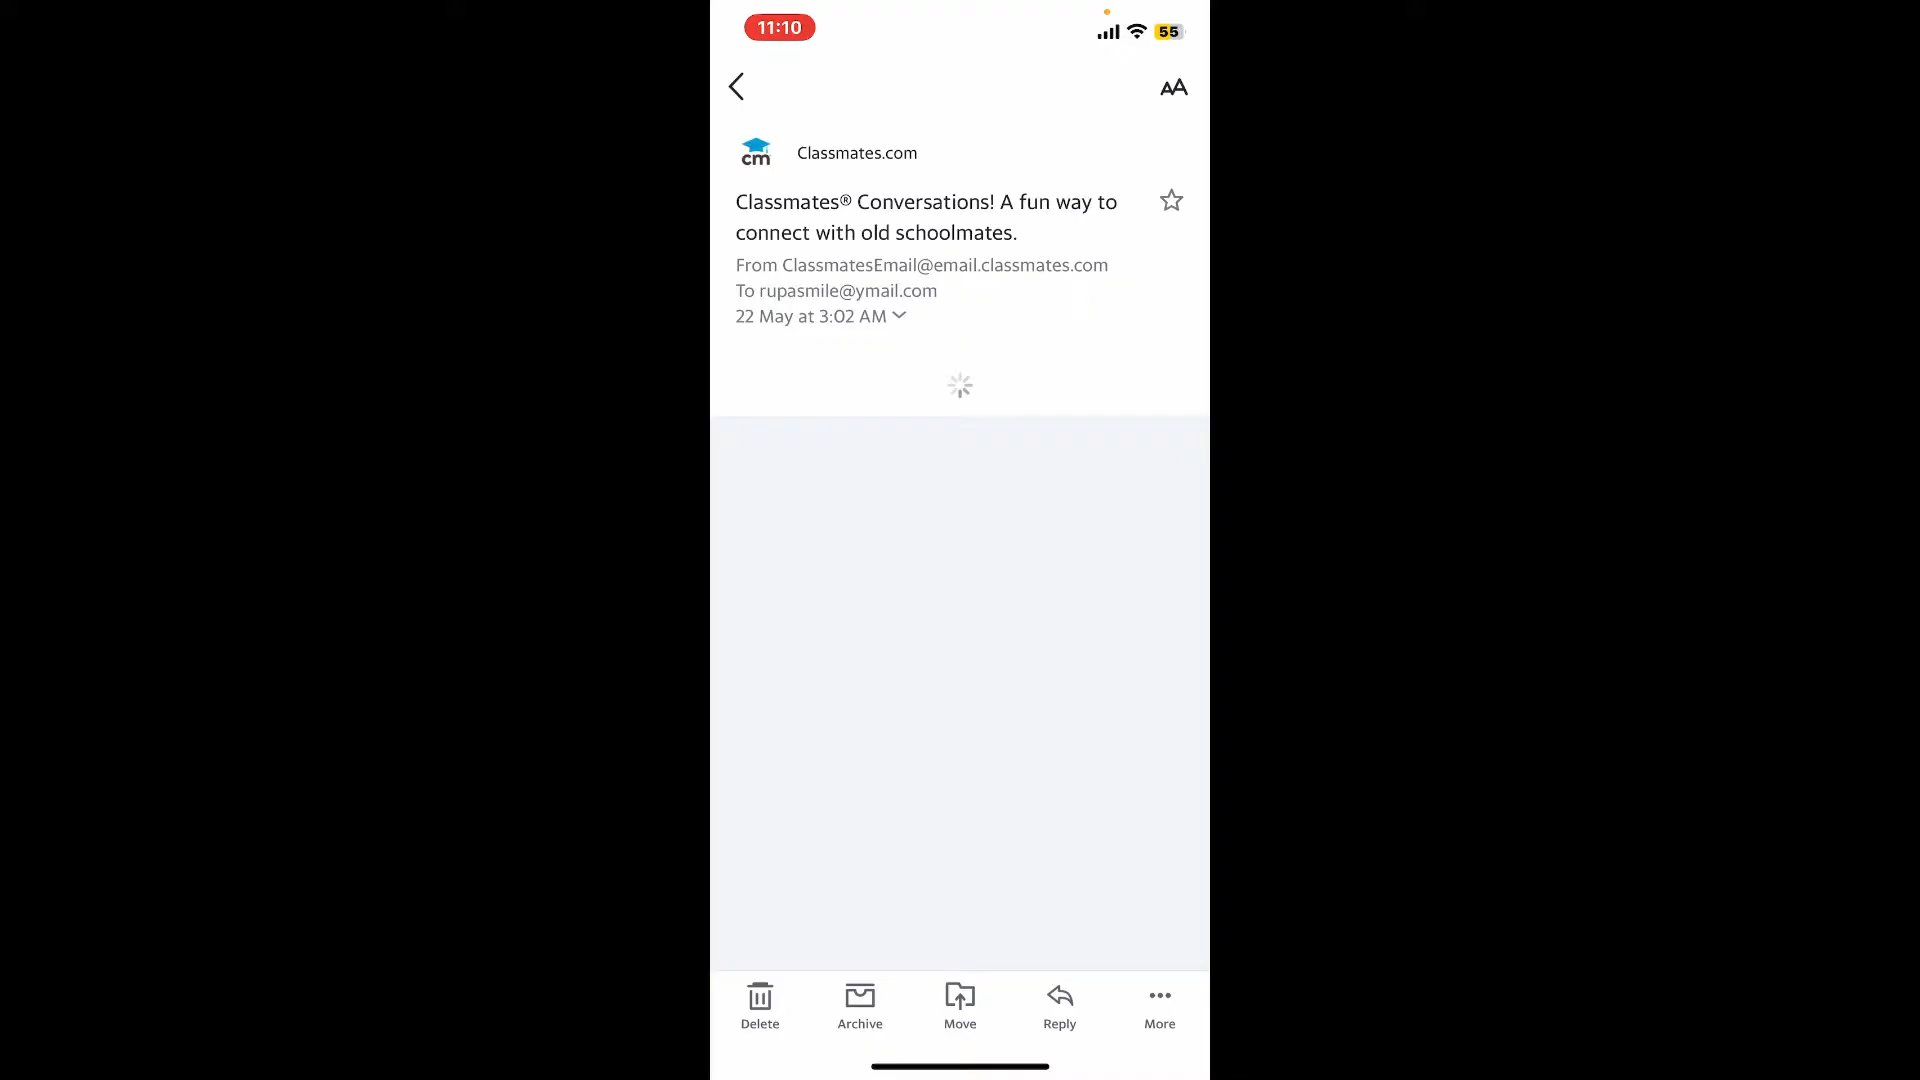 11:10
55
AA
cm
Classmates.com
Classmates® Conversations! A fun way to
connect with old schoolmates.
From ClassmatesEmail@email.classmates.com
To rupasmile@ymail.com
22 May at 3:02 AM
Delete
Archive
Move
Reply
More